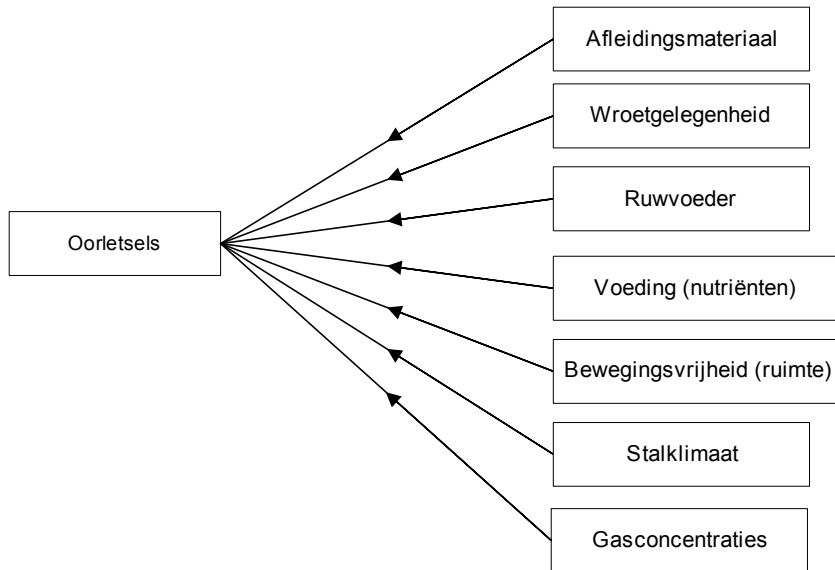 Afleidingsmateriaal
Wroetgelegenheid
Ruwvoeder
Oorletsels
Voeding (nutriënten)
Bewegingsvrijheid (ruimte)
Stalklimaat
Gasconcentraties